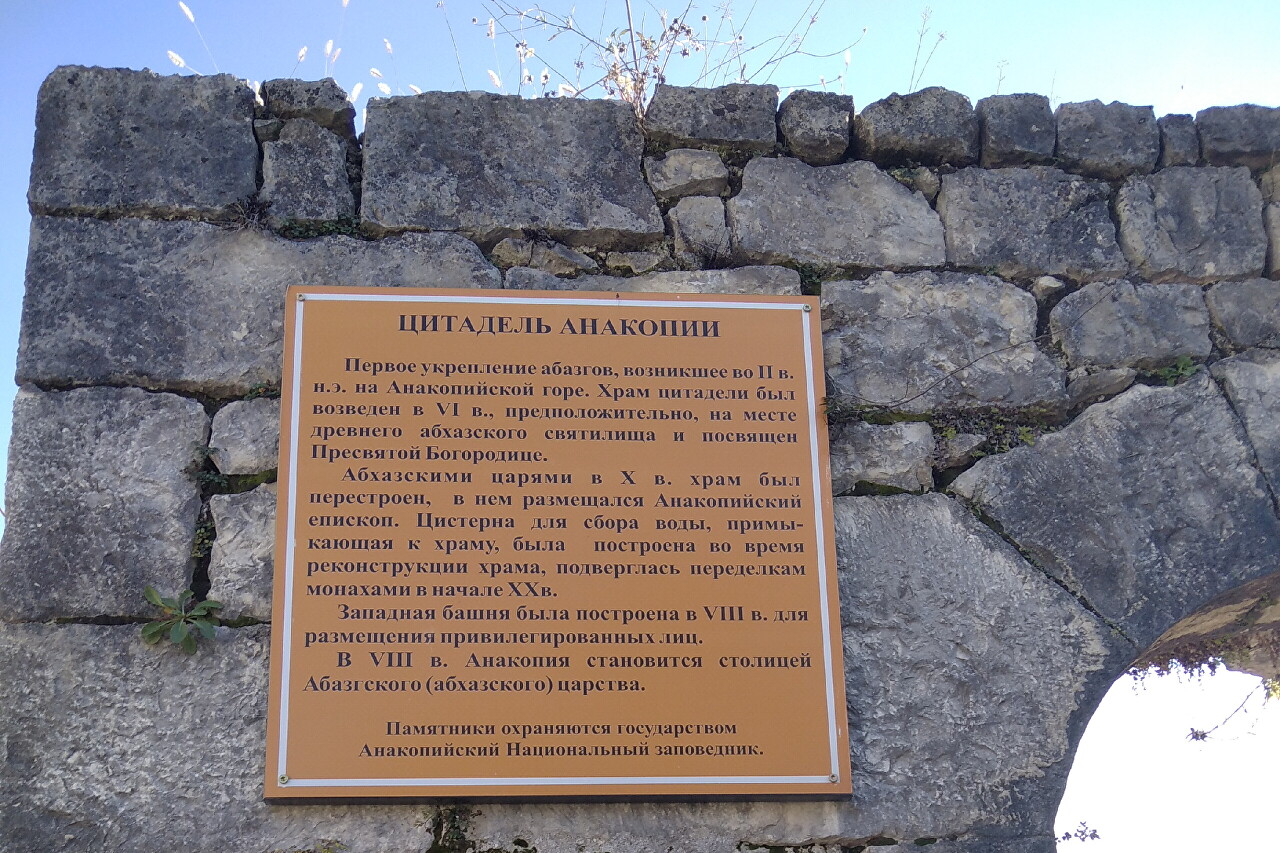 ЦИТАДЕЛЬ АНАКОПИИ
Первое укрепление абазгов, возникшее во II в.
н.э. на Анакопийской горе. Храм цитадели был
возведен в VI в., предположительно, на месте
древнего абхазского святилища и посвящен
Пресвятой Богородице.
Абхазскими царями в X в. храм был
перестроен, в нем размещался Анакопийский
епископ. Цистерна для сбора воды, примы-
кающая к храму, была построена во время
реконструкции храма, подверглась переделкам
монахами в начале XXв.
Западная башня была построена в VIII в. для
размещения привилегированных лиц.
В VIII в. Анакопия становится столицей
Абазгского (абхазского) царства.
Памятники охраняются государством
Анакопийский Национальный заповедник.